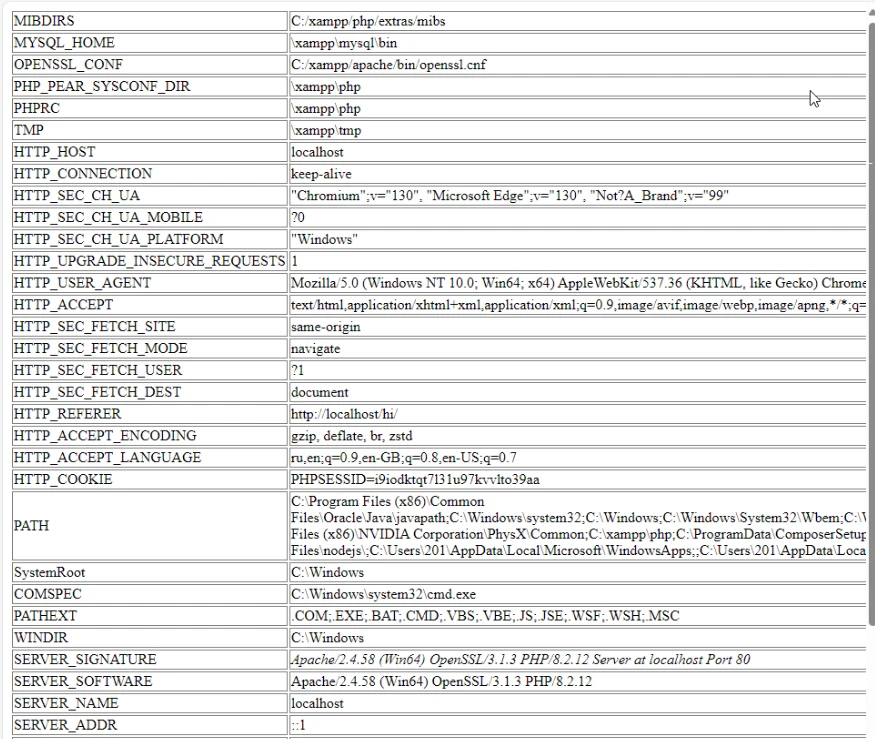 MIBDIRS C:/xampp/php/extras/mibs
MYSQL_HOME \xampp\mysql\bin
OPENSSL_CONF C:/xampp/apache/bin/openssl.cnf
PHP_PEAR_SYSCONF_DIR \xampp\php
PHPRC \xampp\php
TMP \xampp\tmp
HTTP_HOST localhost
HTTP_CONNECTION keep-alive
HTTP_SEC_CH_UA "Chromium";v="130", "Microsoft Edge";v="130", "Not?A_Brand";v="99"
HTTP_SEC_CH_UA_MOBILE ?0
HTTP_SEC_CH_UA_PLATFORM "Windows"
HTTP_UPGRADE_INSECURE_REQUESTS 1
HTTP_USER_AGENT Mozilla/5.0 (Windows NT 10.0; Win64; x64) AppleWebKit/537.36 (KHTML, like Gecko) Chrome
HTTP_ACCEPT text/html,application/xhtml+xml,application/xml;q=0.9,image/avif,image/webp,image/apng,*/*;q=
HTTP_SEC_FETCH_SITE same-origin
HTTP_SEC_FETCH_MODE navigate
HTTP_SEC_FETCH_USER ?1
HTTP_SEC_FETCH_DEST document
HTTP_REFERER http://localhost/hi/
HTTP_ACCEPT_ENCODING gzip, deflate, br, zstd
HTTP_ACCEPT_LANGUAGE ru,en;q=0.9,en-GB;q=0.8,en-US;q=0.7
HTTP_COOKIE PHPSESSID=i9iodktqt7l31u97kvvlto39aa
C:\Program Files (x86)\Common
Files\Oracle\Java\javapath;C:\Windows\system32;C:\Windows;C:\Windows\System32\Wbem;C:\
PATH Files (x86)\NVIDIA Corporation\PhysX\Common;C:\xampp\php;C:\ProgramData\ComposerSetup
Files\nodejs\;C:\Users\201\AppData\Local\Microsoft\WindowsApps;;C:\Users\201\AppData\Loca
SystemRoot C:\Windows
COMSPEC C:\Windows\system32\cmd.exe
PATHEXT .COM;.EXE;.BAT;.CMD;.VBS;.VBE;.JS;.JSE;.WSF;.WSH;.MSC
WINDIR C:\Windows
SERVER_SIGNATURE Apache/2.4.58 (Win64) OpenSSL/3.1.3 PHP/8.2.12 Server at localhost Port 80
SERVER_SOFTWARE Apache/2.4.58 (Win64) OpenSSL/3.1.3 PHP/8.2.12
SERVER_NAME localhost
SERVER_ADDR ::1